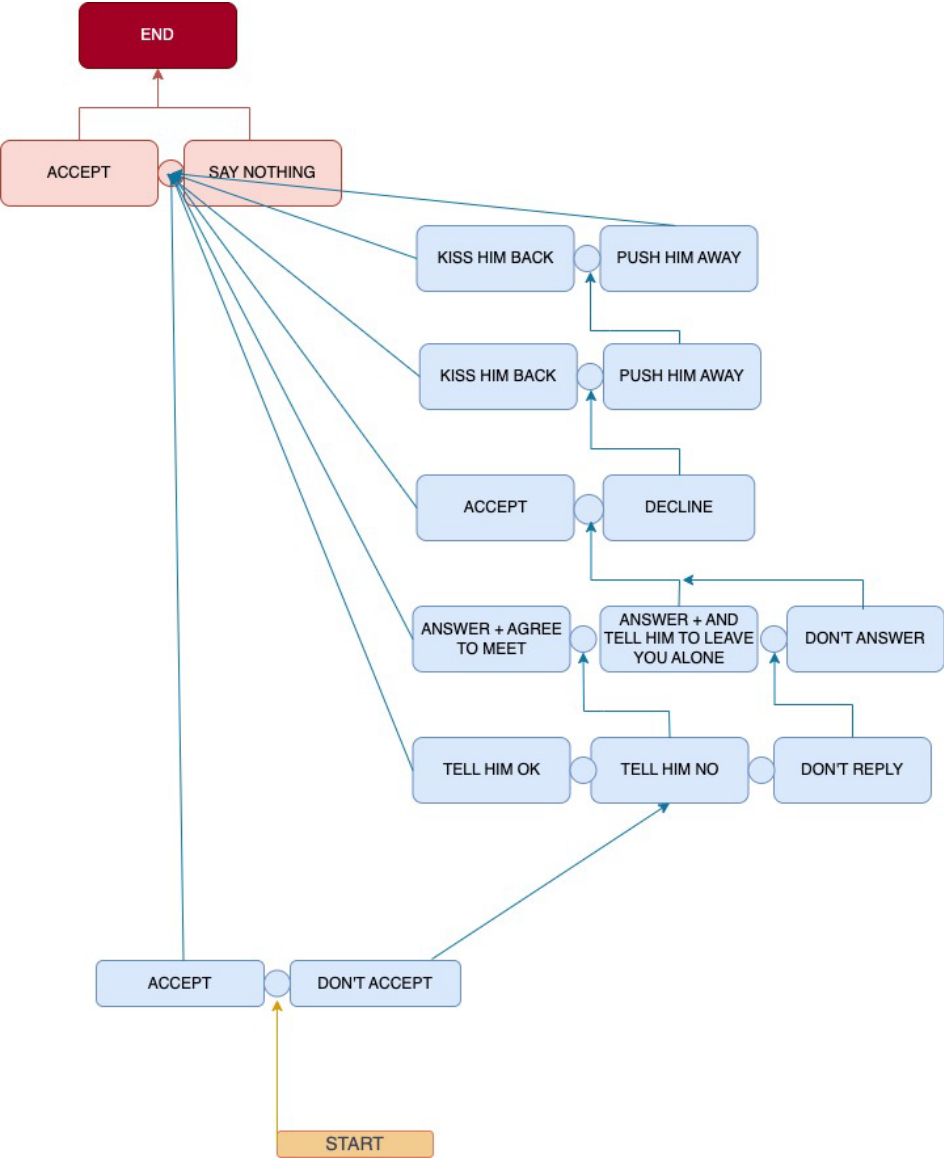 END
ACCEPT
SAY NOTHING
KISS HIM BACK
PUSH HIM AWAY
KISS HIM BACK
PUSH HIM AWAY
ACCEPT
DECLINE
ANSWER + AGREE
TO MEET
ANSWER + AND
TELL HIM TO LEAVE
YOU ALONE
DON'T ANSWER
TELL HIM OK
TELL HIM NO
DON'T REPLY
ACCEPT
DON'T ACCEPT
START